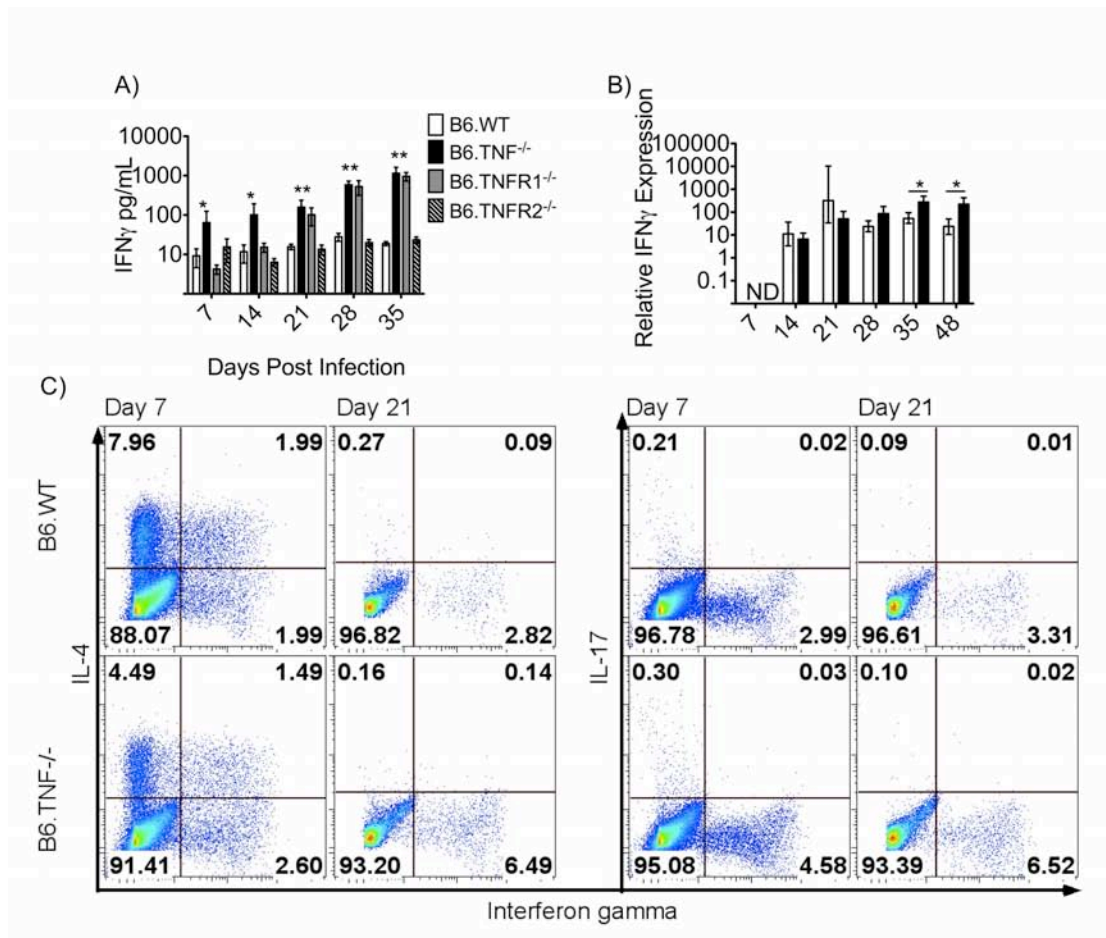 A)
IFNγ pg/mL
10000
1000
100
10
* * ** ** **
7 14 21 28 35
Days Post Infection
B6.WT
B6.TNF-/-
B6.TNFR1-/-
B6.TNFR2-/-
B)
Relative IFNγ Expression
100000
10000
1000
100
10
0.1
ND
* *
7 14 21 28 35 48
C)
Day 7 Day 21 Day 7 Day 21
B6.WT
7.96 1.99 0.27 0.09 0.21 0.02 0.09 0.01
88.07 1.99 96.82 2.82 96.78 2.99 96.61 3.31
IL-4 IL-17
B6.TNF-/-
4.49 1.49 0.16 0.14 0.30 0.03 0.10 0.02
91.41 2.60 93.20 6.49 95.08 4.58 93.39 6.52
Interferon gamma